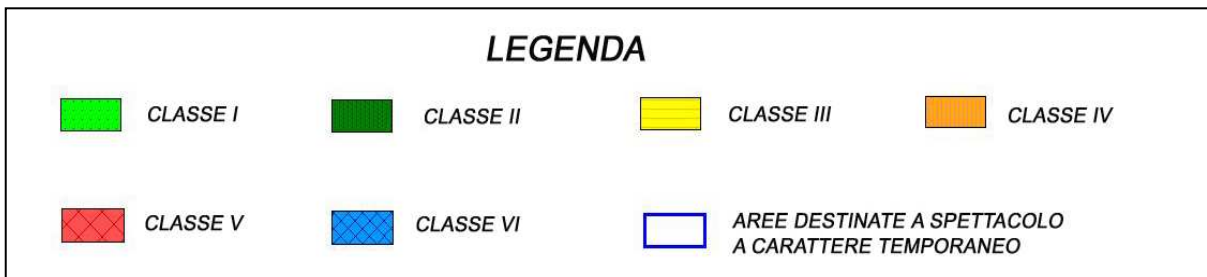 LEGENDA
CLASSE I
CLASSE II
CLASSE III
CLASSE IV
CLASSE V
CLASSE VI
AREE DESTINATE A SPETTACOLO
A CARATTERE TEMPORANEO